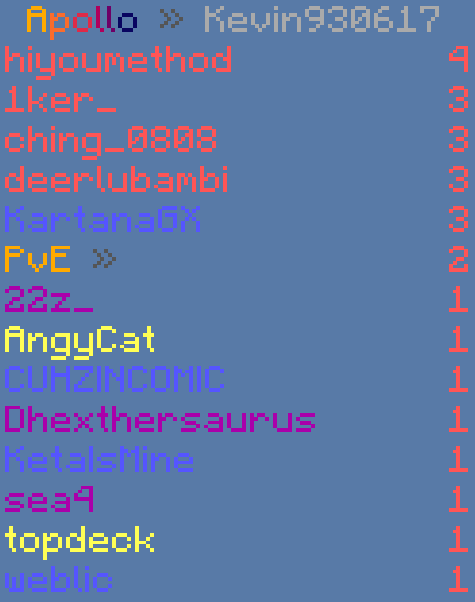 Apollo » Kevin930617
hiyoumethod 4
1ker_ 3
ching_0808 3
deerlubambi 3
KartanaGX 3
PvE » 2
22z_ 1
AngyCat 1
CUHZINCOMIC 1
Dhexthersaurus 1
KetalsMine 1
sea9 1
topdeck 1
weblic 1